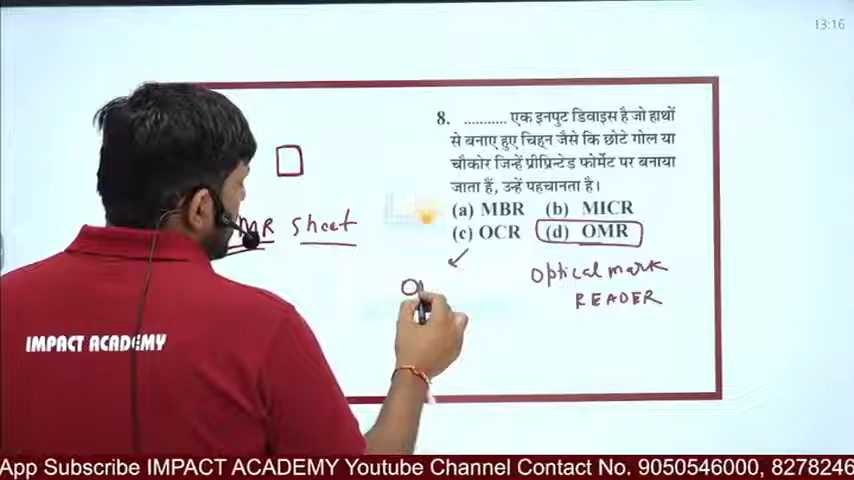 13:16
8. ........... एक इनपुट डिवाइस है जो हाथों
से बनाए हुए चिह्न जैसे कि छोटे गोल या
चौकोर जिन्हें प्रीप्रिन्टेड फोर्मेट पर बनाया
जाता हैं, उन्हें पहचानता है।
(a) MBR (b) MICR
(c) OCR (d) OMR
MR Sheet
Optical mark
READER
IMPACT ACADEMY
App Subscribe IMPACT ACADEMY Youtube Channel Contact No. 9050546000, 8278246